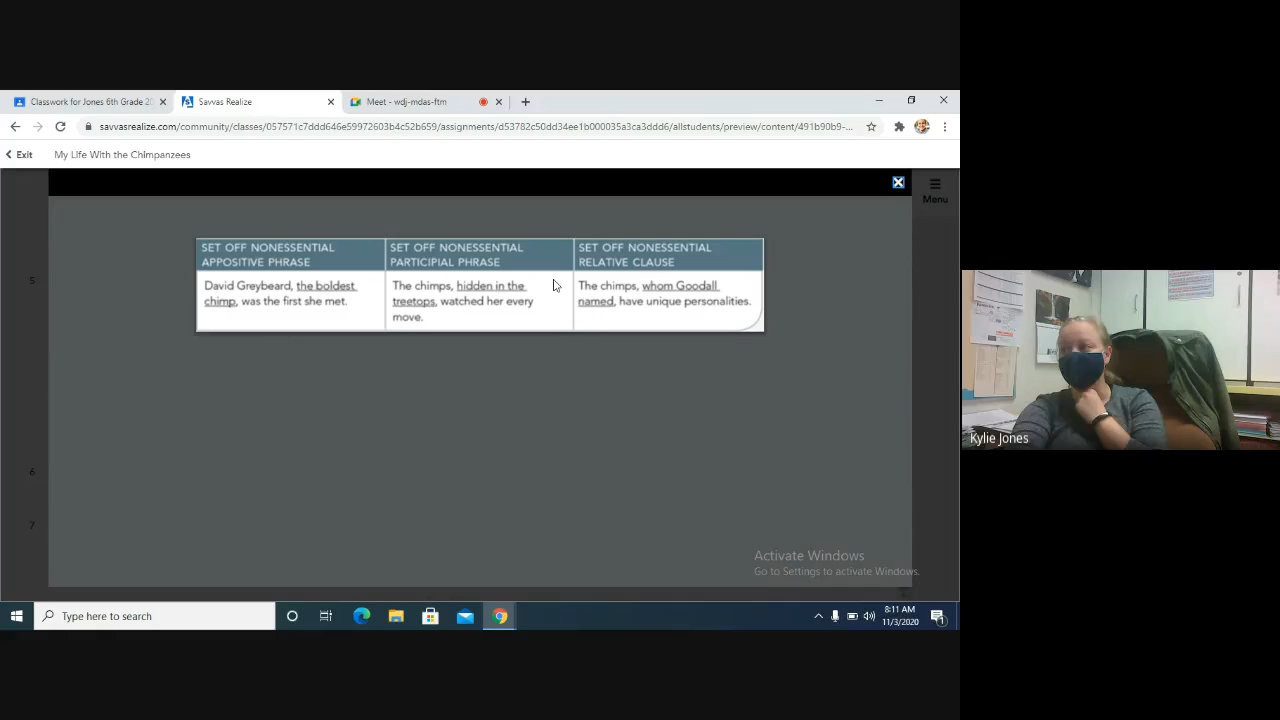 Classwork for Jones 6th Grade 2
Savvas Realize
Meet - wdj-mdas-ftm
savvasrealize.com/community/classes/057571c7ddd646e59972603b4c52b659/assignments/d53782c50dd34ee1b000035a3ca3ddd6/allstudents/preview/content/491b90b9-...
Exit
My Life With the Chimpanzees
Menu
SET OFF NONESSENTIAL
APPOSITIVE PHRASE
David Greybeard, the boldest
chimp, was the first she met.
SET OFF NONESSENTIAL
PARTICIPIAL PHRASE
The chimps, hidden in the
treetops, watched her every
move.
SET OFF NONESSENTIAL
RELATIVE CLAUSE
The chimps, whom Goodall
named, have unique personalities.
5
6
7
Kylie Jones
Activate Windows
Go to Settings to activate Windows.
Type here to search
8:11 AM
11/3/2020
1